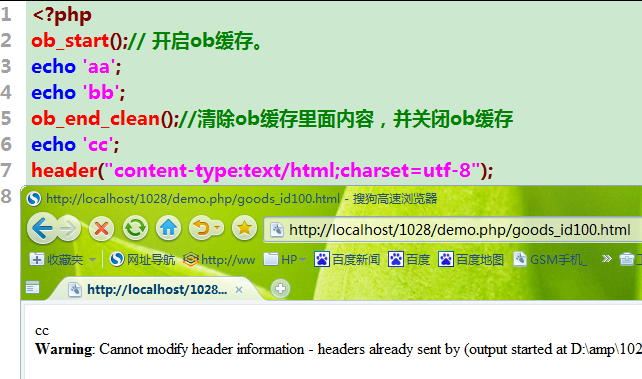 1 <?php
2 ob_start();// 开启ob缓存。
3 echo 'aa';
4 echo 'bb';
5 ob_end_clean();//清除ob缓存里面内容，并关闭ob缓存
6 echo 'cc';
7 header("content-type:text/html;charset=utf-8");
8
http://localhost/1028/demo.php/goods_id100.html - 搜狗高速浏览器
http://localhost/1028/demo.php/goods_id100.html
收藏夹 网址导航 http://ww HP 百度新闻 百度 百度地图 GSM手机_ »
http://localhost/1028... ×
cc
Warning: Cannot modify header information - headers already sent by (output started at D:\amp\102